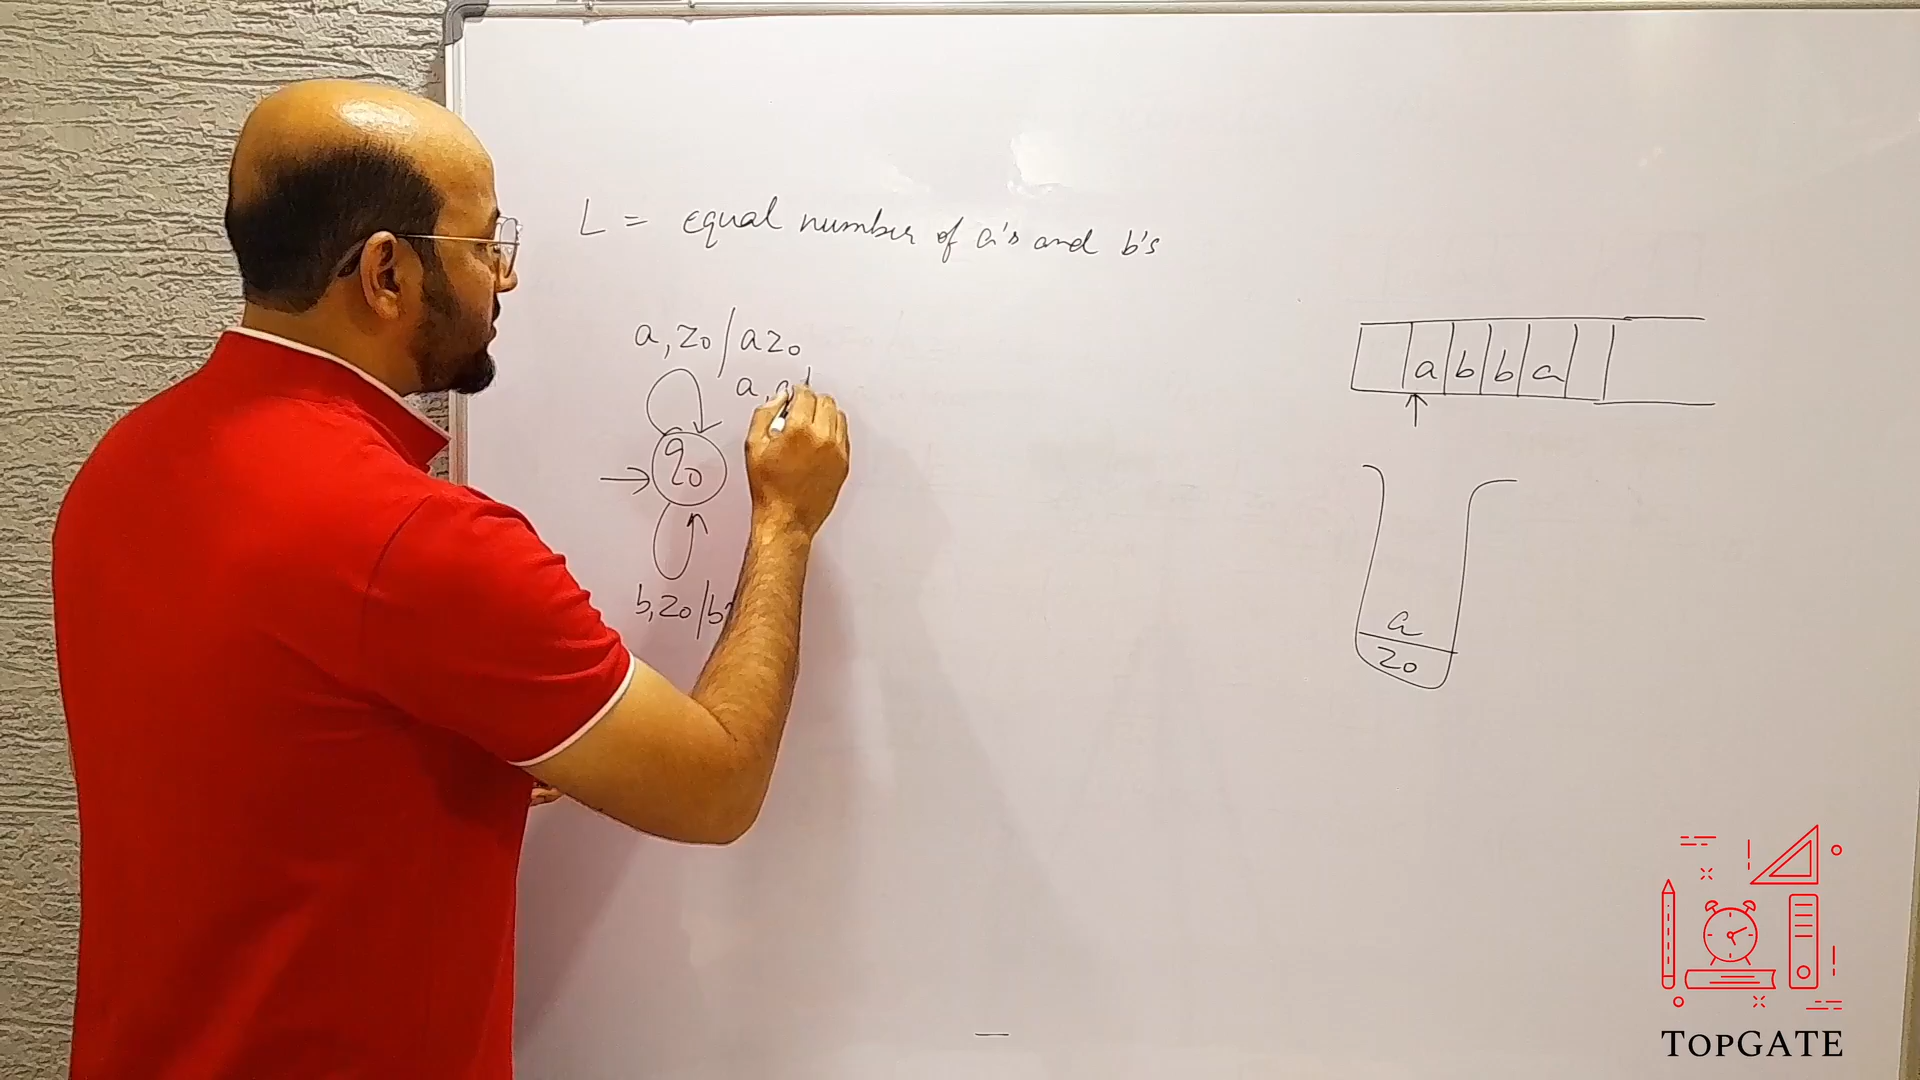 L = equal number of a's and b's
a, z0 / a z0
a, a
q0
b, z0 / b
a b b a
a
z0
TOPGATE